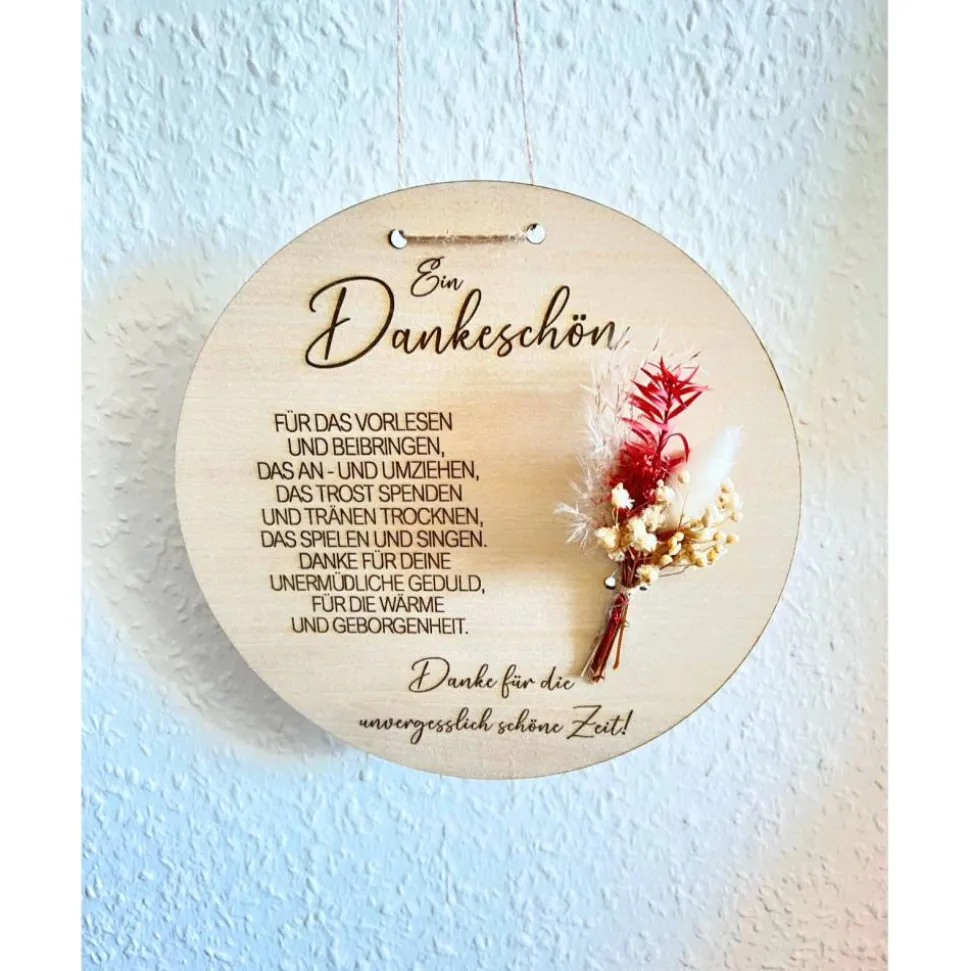 Ein
Dankeschön
FÜR DAS VORLESEN
UND BEIBRINGEN,
DAS AN - UND UMZIEHEN,
DAS TROST SPENDEN
UND TRÄNEN TROCKNEN,
DAS SPIELEN UND SINGEN.
DANKE FÜR DEINE
UNERMÜDLICHE GEDULD,
FÜR DIE WÄRME
UND GEBORGENHEIT.
Danke für die
unvergesslich schöne Zeit!